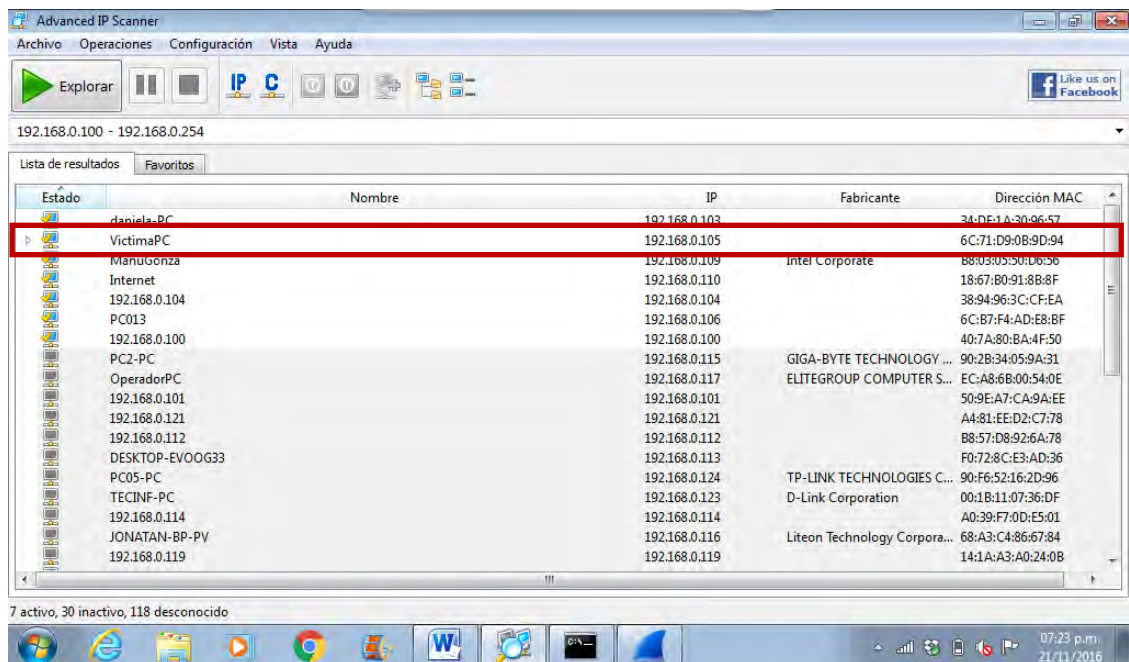 Advanced IP Scanner
Archivo Operaciones Configuración Vista Ayuda
Explorar IP C Like us on
Facebook
192.168.0.100 - 192.168.0.254
Lista de resultados Favoritos
Estado Nombre IP Fabricante Dirección MAC
daniela-PC 192.168.0.103 34:DE:1A:30:96:57
VictimaPC 192.168.0.105 6C:71:D9:0B:9D:94
ManuGonza 192.168.0.109 Intel Corporate B8:03:05:50:D6:56
Internet 192.168.0.110 18:67:B0:91:8B:8F
192.168.0.104 192.168.0.104 38:94:96:3C:CF:EA
PC013 192.168.0.106 6C:B7:F4:AD:E8:BF
192.168.0.100 192.168.0.100 40:7A:80:BA:4F:50
PC2-PC 192.168.0.115 GIGA-BYTE TECHNOLOGY ... 90:2B:34:05:9A:31
OperadorPC 192.168.0.117 ELITEGROUP COMPUTER S... EC:A8:6B:00:54:0E
192.168.0.101 192.168.0.101 50:9E:A7:CA:9A:EE
192.168.0.121 192.168.0.121 A4:81:EE:D2:C7:78
192.168.0.112 192.168.0.112 B8:57:D8:92:6A:78
DESKTOP-EVOOG33 192.168.0.113 F0:72:8C:E3:AD:36
PC05-PC 192.168.0.124 TP-LINK TECHNOLOGIES C... 90:F6:52:16:2D:96
TECINF-PC 192.168.0.123 D-Link Corporation 00:1B:11:07:36:DF
192.168.0.114 192.168.0.114 A0:39:F7:0D:E5:01
JONATAN-BP-PV 192.168.0.116 Liteon Technology Corpora... 68:A3:C4:86:67:84
192.168.0.119 192.168.0.119 14:1A:A3:A0:24:0B
7 activo, 30 inactivo, 118 desconocido
07:23 p.m.
21/11/2016